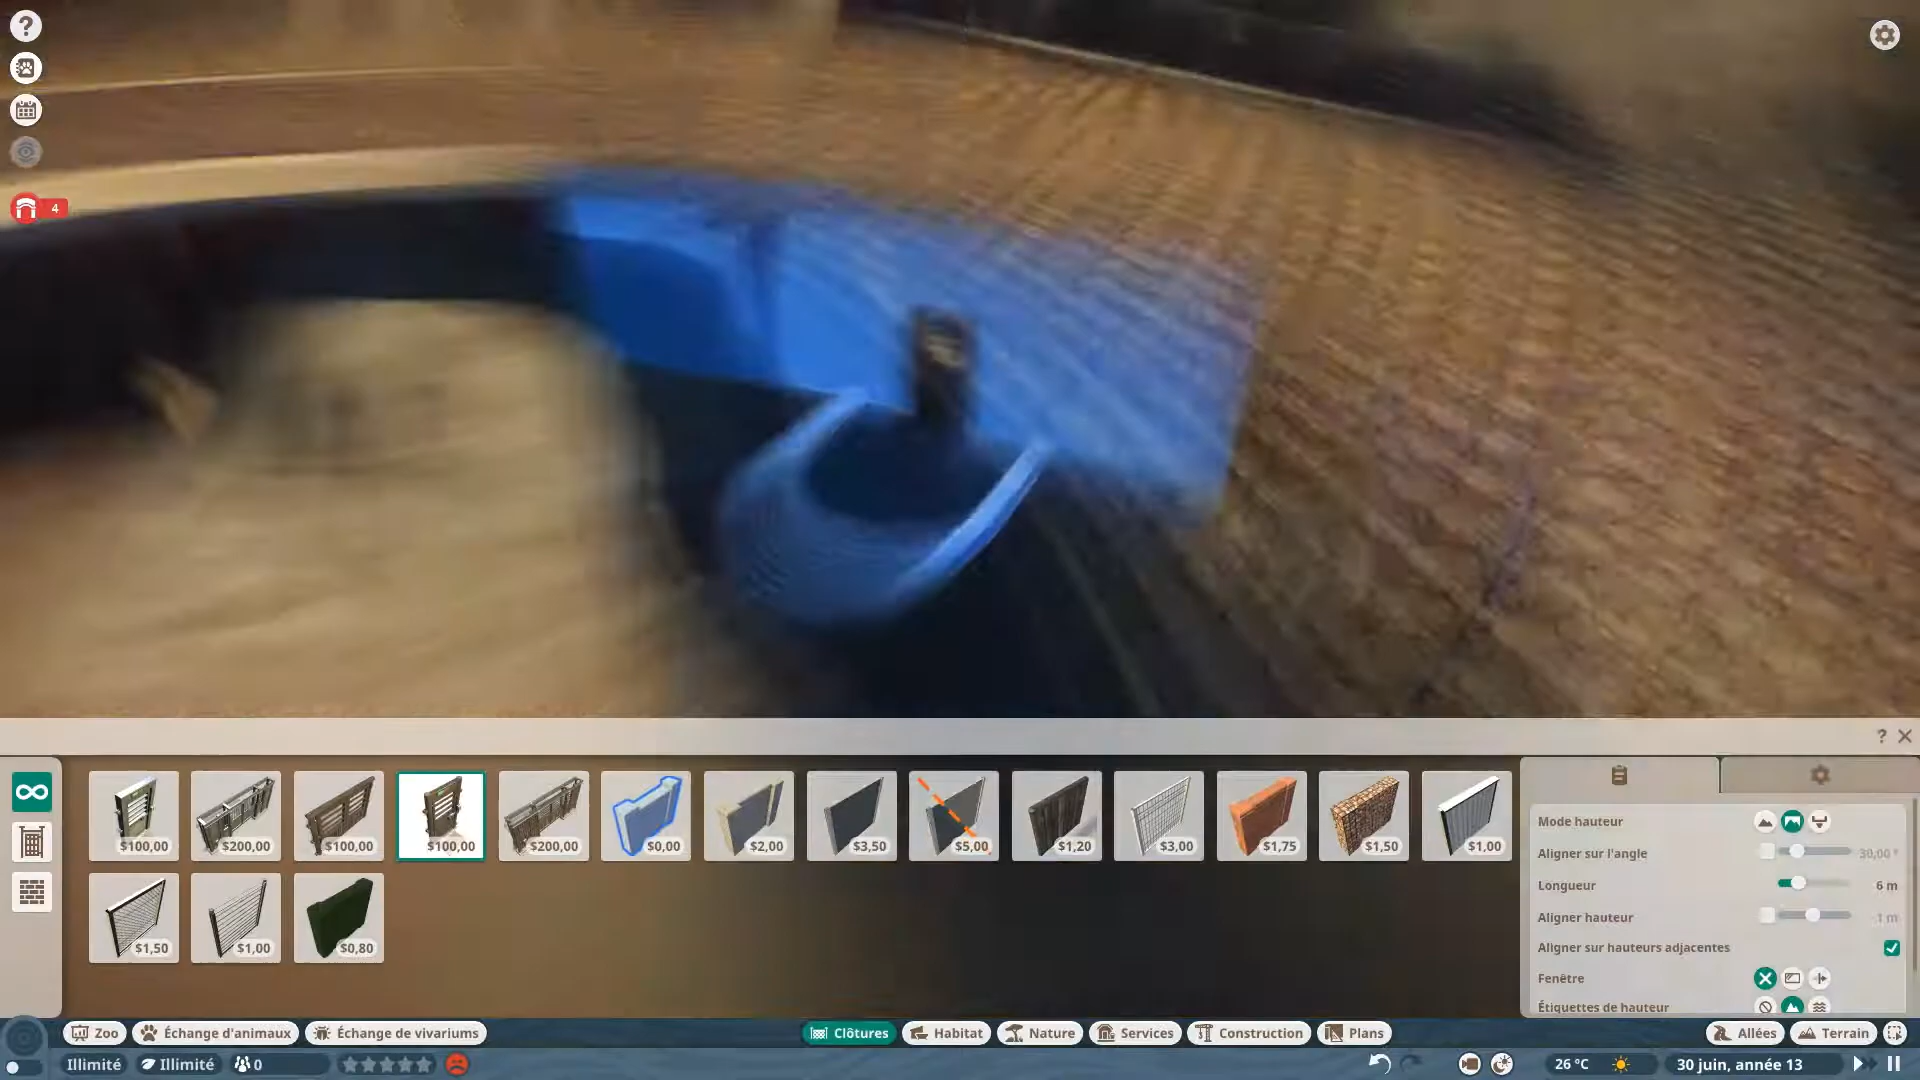 ?
4
? ×
$100,00 $200,00 $100,00 $100,00 $200,00 $0,00 $2,00 $3,50 $5,00 $1,20 $3,00 $1,75 $1,50 $1,00
$1,50 $1,00 $0,80
Mode hauteur
Aligner sur l'angle 30,00 °
Longueur 6 m
Aligner hauteur 1 m
Aligner sur hauteurs adjacentes
Fenêtre
Étiquettes de hauteur
Zoo Échange d'animaux Échange de vivariums Clôtures Habitat Nature Services Construction Plans Allées Terrain
Illimité Illimité 0 26 °C 30 juin, année 13